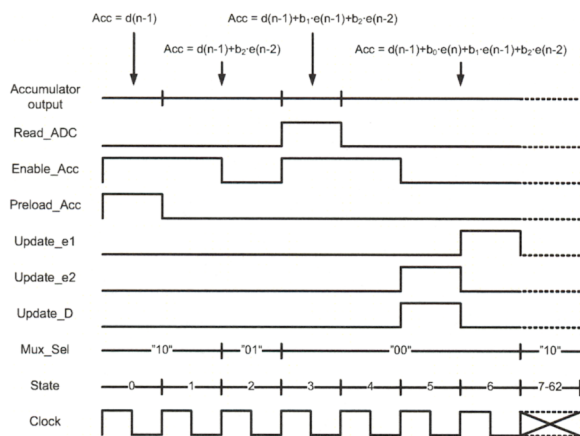 Acc = d(n-1)
Acc = d(n-1)+b₁·e(n-1)+b₂·e(n-2)
Acc = d(n-1)+b₂·e(n-2)
Acc = d(n-1)+b₀·e(n)+b₁·e(n-1)+b₂·e(n-2)
Accumulator
output
Read_ADC
Enable_Acc
Preload_Acc
Update_e1
Update_e2
Update_D
Mux_Sel "10" "01" "00" "10"
State 0 1 2 3 4 5 6 7-62
Clock